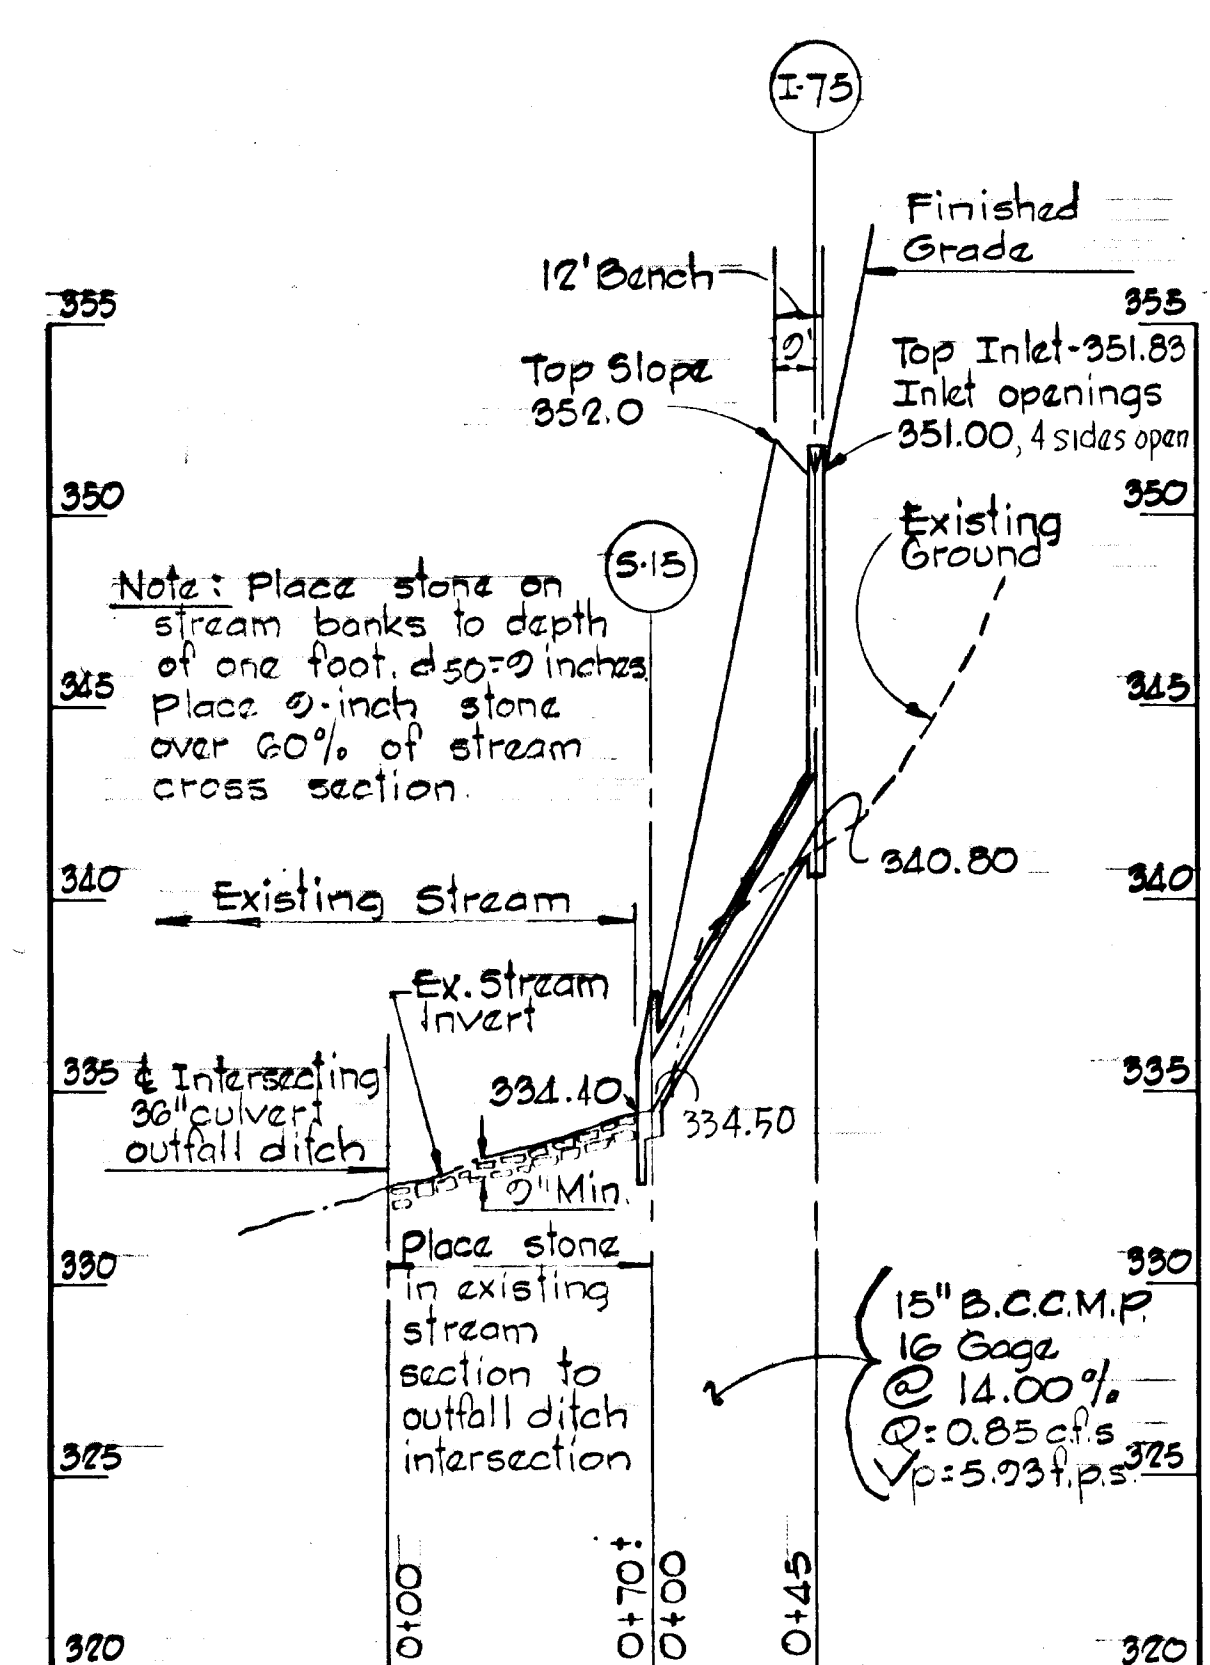 I-75
Finished
Grade
12' Bench
355
355
9'
Top Slope
352.0
Top Inlet-351.83
Inlet openings
351.00, 4 sides open
350
350
Existing
Ground
S-15
Note: Place stone on
stream banks to depth
of one foot. d50=9 inches.
Place 9-inch stone
over 60% of stream
cross section.
345
345
340.80
340
340
Existing Stream
Ex. Stream
Invert
335
335
℄ Intersecting
36" culvert
outfall ditch
334.40
334.50
9" Min.
330
330
Place stone
in existing
stream
section to
outfall ditch
intersection
15" B.C.C.M.P.
16 Gage
@ 14.00%
Q=0.85 c.f.s
Vp=5.93 f.p.s.
325
325
0+00
0+70±
0+00
0+45
320
320